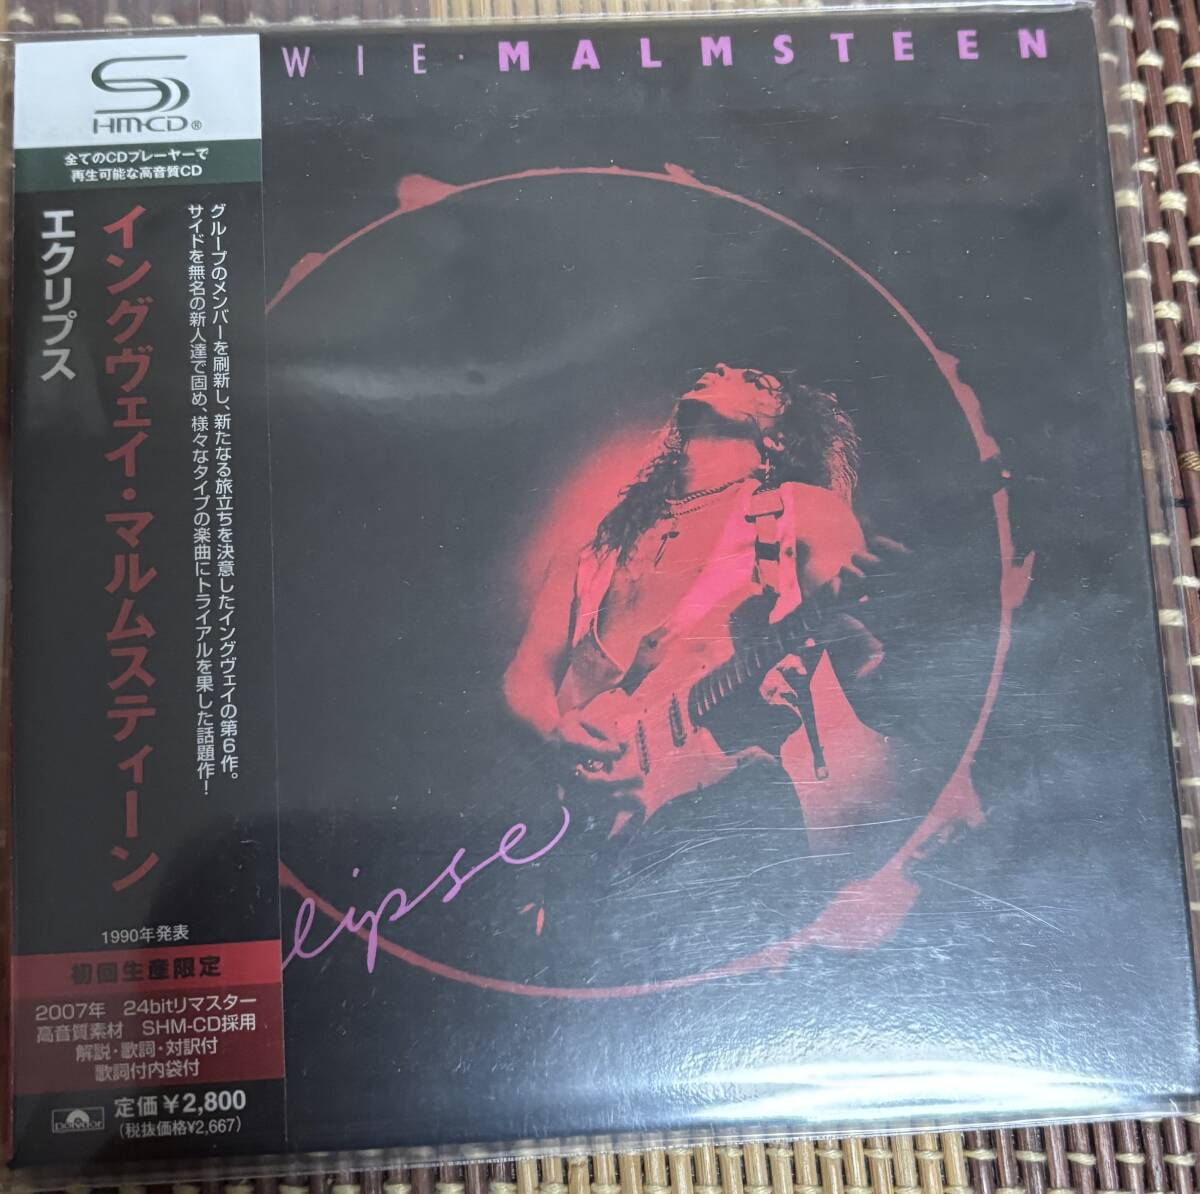 WIE・MALMSTEEN
SHM-CD®
全てのCDプレーヤーで
再生可能な高音質CD
グループのメンバーを刷新し、新たなる旅立ちを決意したイングヴェイの第6作。
サイドを無名の新人達で固め、様々なタイプの楽曲にトライアルを果した話題作!
イングヴェイ・マルムスティーン
エクリプス
lipse
1990年発表
初回生産限定
2007年 24bitリマスター
高音質素材 SHM-CD採用
解説・歌詞・対訳付
歌詞付内袋付
polydor
定価￥2,800
(税抜価格¥2,667)